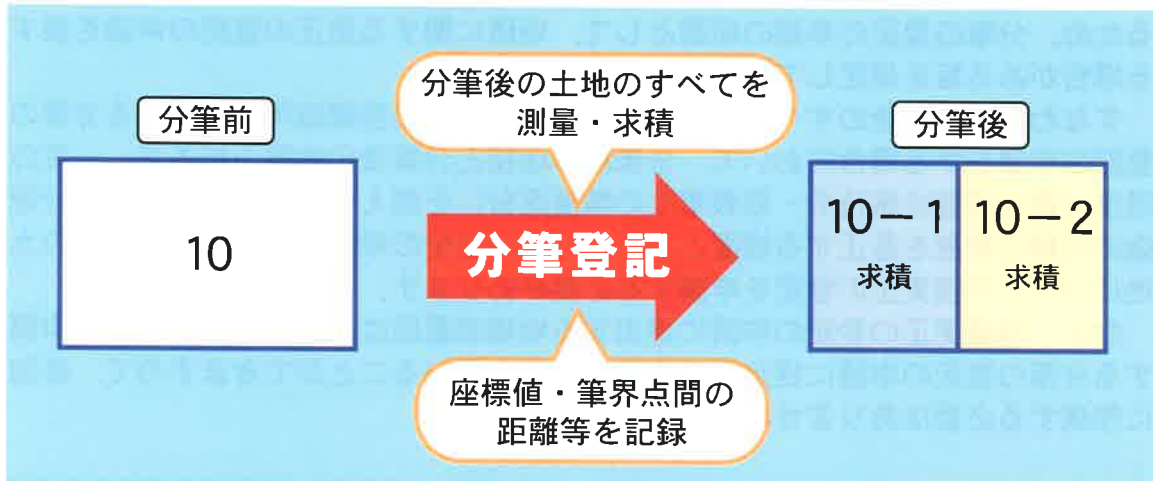 分筆後の土地のすべてを
測量・求積
分筆前
分筆後
10
分筆登記
10－1
求積
10－2
求積
座標値・筆界点間の
距離等を記録